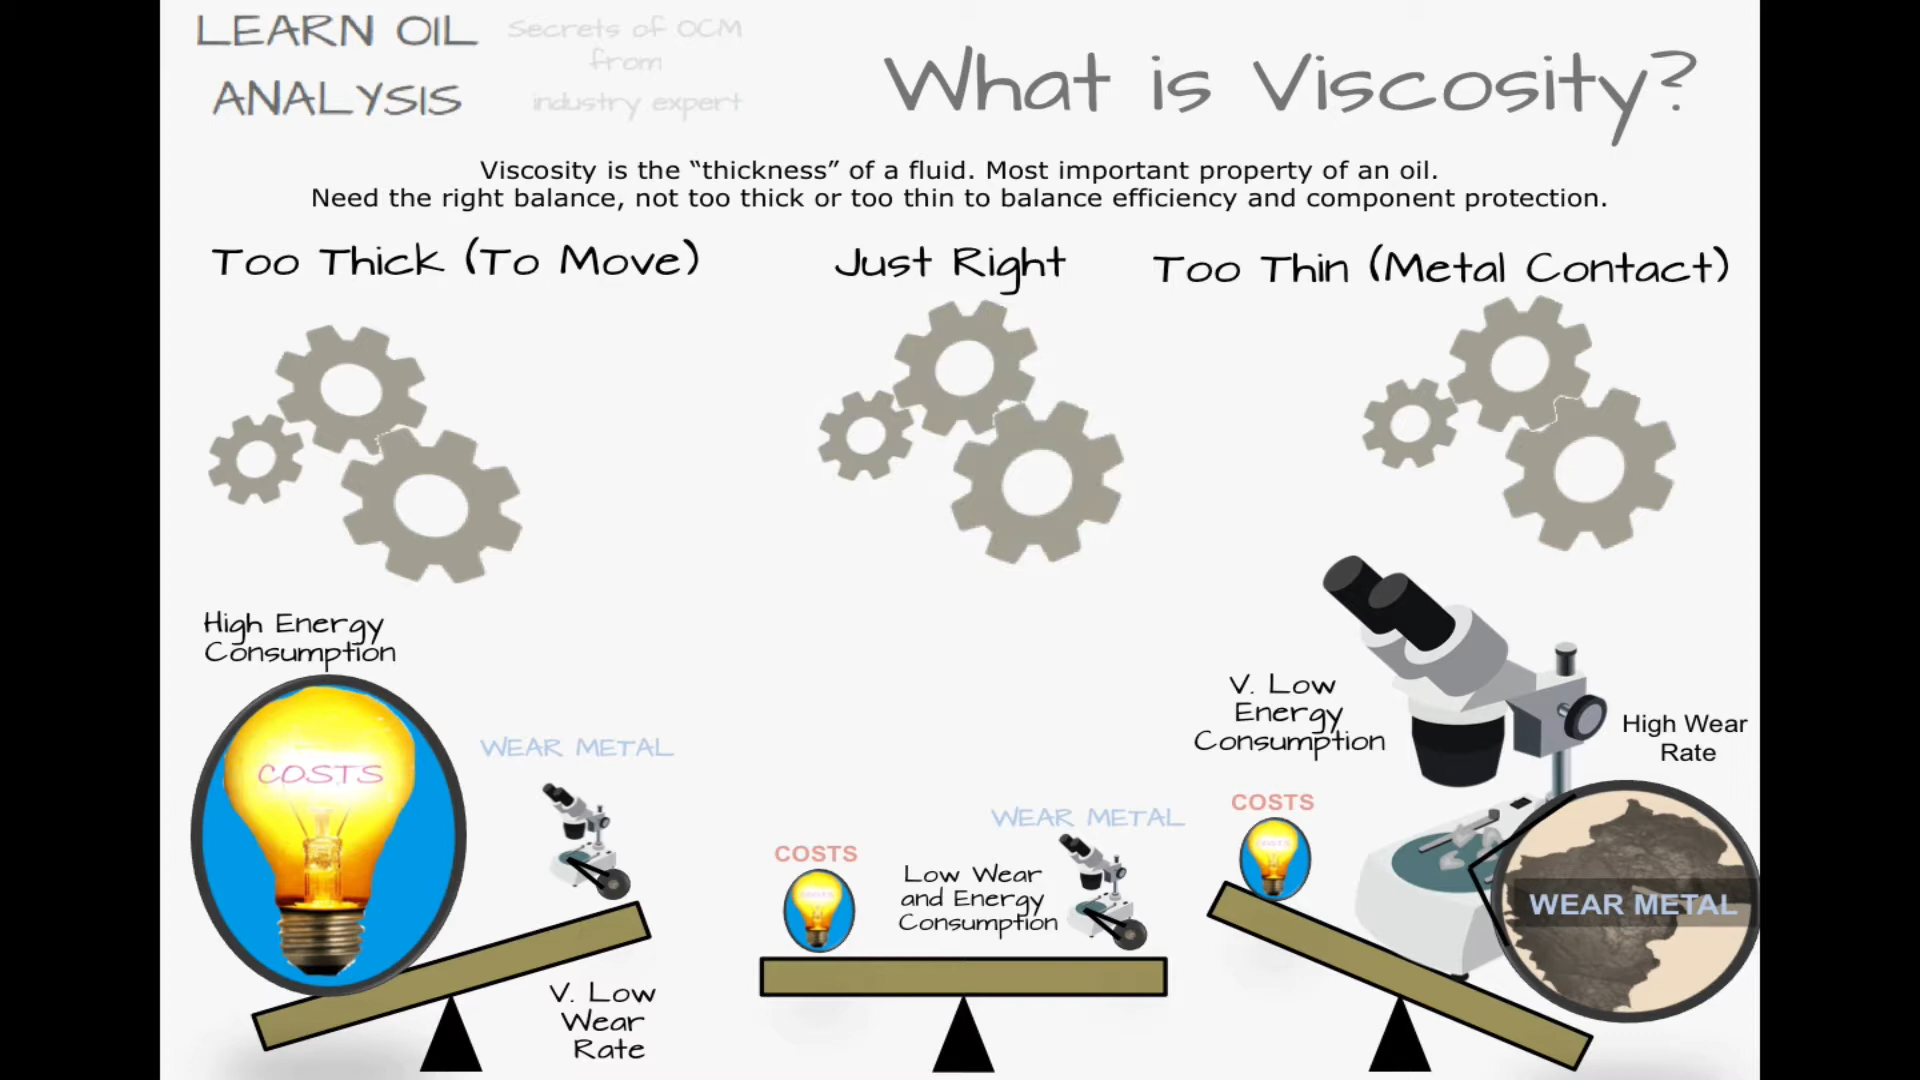 LEARN OIL
ANALYSIS
Secrets of OCM
from
industry expert
What is Viscosity?
Viscosity is the “thickness” of a fluid. Most important property of an oil.
Need the right balance, not too thick or too thin to balance efficiency and component protection.
Too Thick (To Move)
Just Right
Too Thin (Metal Contact)
High Energy
Consumption
COSTS
WEAR METAL
V. Low
Wear
Rate
COSTS
Low Wear
and Energy
Consumption
WEAR METAL
V. Low
Energy
Consumption
COSTS
High Wear
Rate
WEAR METAL